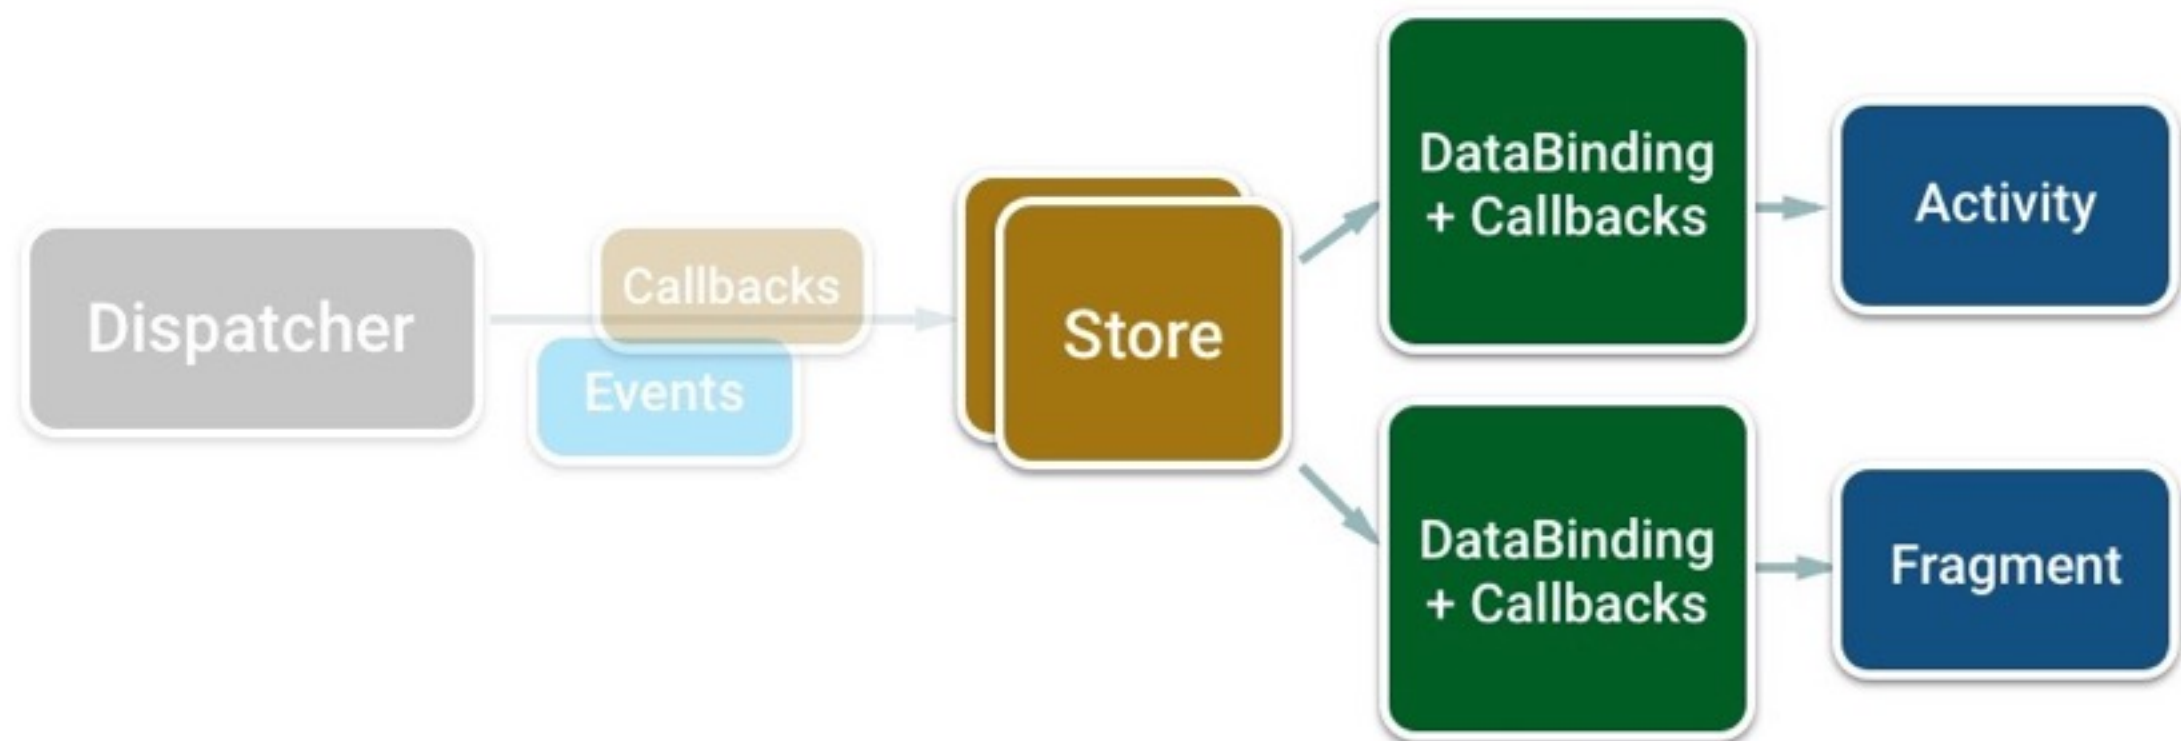 Dispatcher
Callbacks
Events
Store
DataBinding
+ Callbacks
Activity
DataBinding
+ Callbacks
Fragment